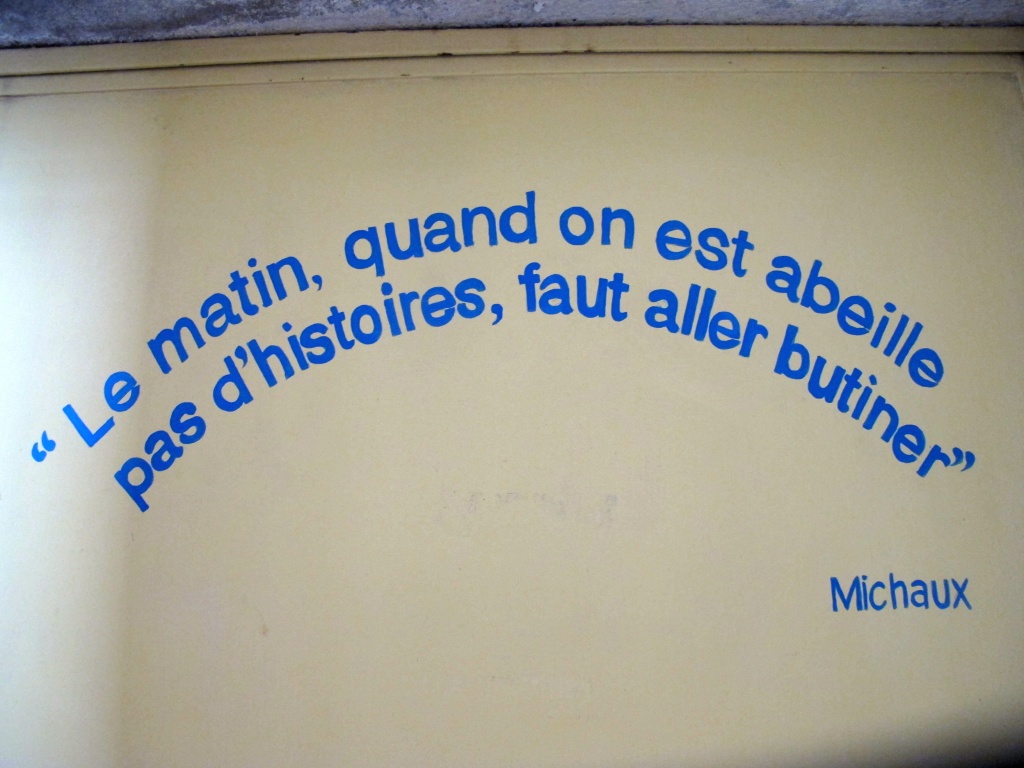 “ Le matin, quand on est abeille
pas d’histoires, faut aller butiner”
Michaux